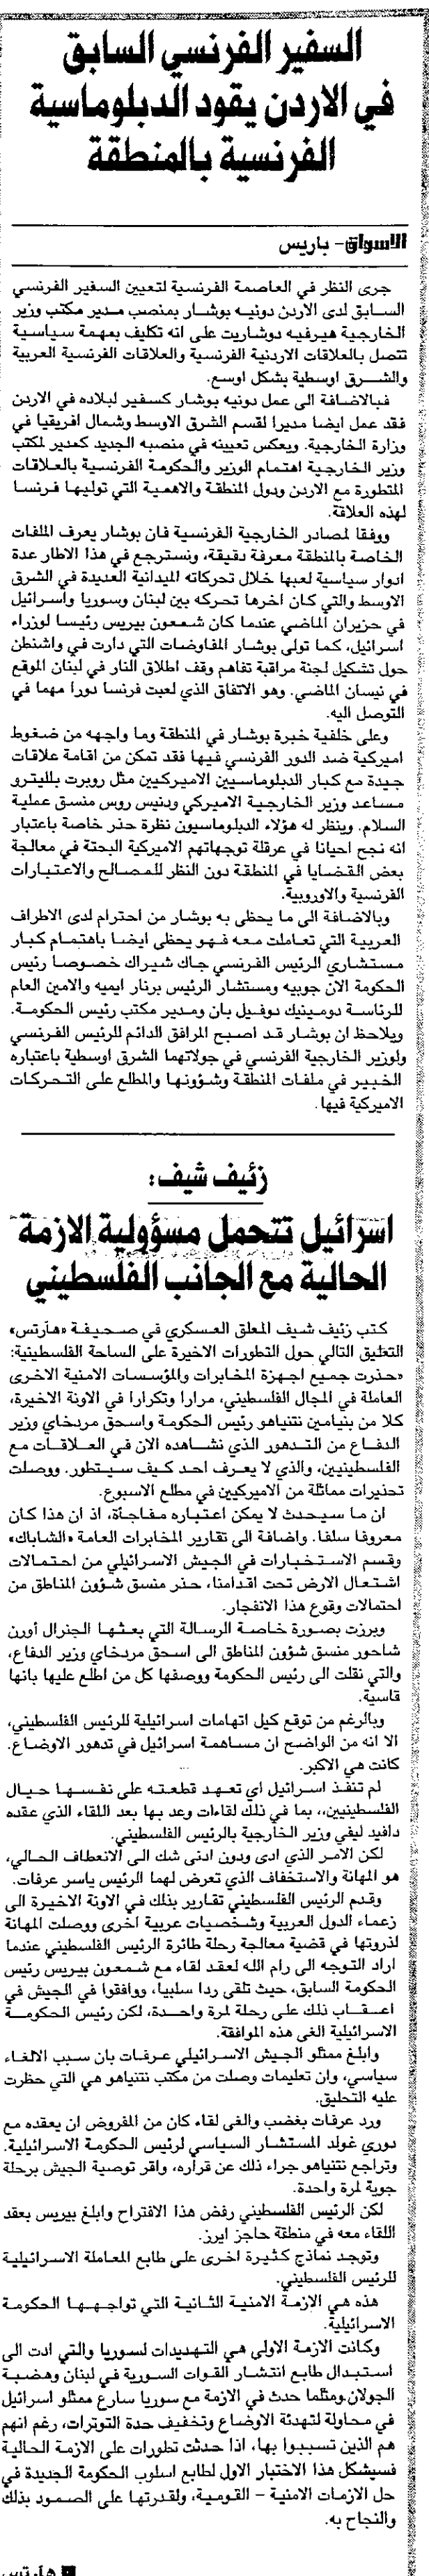 السفير الفرنسي السابق
في الاردن يقود الدبلوماسية
الفرنسية بالمنطقة
الاسواق- باريس
جرى النظر في العاصمة الفرنسية لتعيين السفير الفرنسي
السابق لدى الاردن دونيه بوشار بمنصب مدير مكتب وزير
الخارجية هيرفيه دوشاريت على انه تكليف بمهمة سياسية
تتصل بالعلاقات الاردنية الفرنسية والعلاقات الفرنسية العربية
والشرق اوسطية بشكل اوسع.
فبالاضافة الى عمل دونيه بوشار كسفير لبلاده في الاردن
فقد عمل ايضا مديرا لقسم الشرق الاوسط وشمال افريقيا في
وزارة الخارجية. ويعكس تعيينه في منصبه الجديد كمدير لمكتب
وزير الخارجية اهتمام الوزير والحكومة الفرنسية بالعلاقات
المتطورة مع الاردن ودول المنطقة والاهمية التي توليها فرنسا
لهذه العلاقة.
ووفقا لمصادر الخارجية الفرنسية فان بوشار يعرف الملفات
الخاصة بالمنطقة معرفة دقيقة، ونسترجع في هذا الاطار عدة
ادوار سياسية لعبها خلال تحركاته الميدانية العديدة في الشرق
الاوسط والتي كان اخرها تحركه بين لبنان وسوريا واسرائيل
في حزيران الماضي عندما كان شمعون بيريس رئيسا لوزراء
اسرائيل، كما تولى بوشار المفاوضات التي دارت في واشنطن
حول تشكيل لجنة مراقبة تفاهم وقف اطلاق النار في لبنان الموقع
في نيسان الماضي. وهو الاتفاق الذي لعبت فرنسا دورا مهما في
التوصل اليه.
وعلى خلفية خبرة بوشار في المنطقة وما واجهه من ضغوط
اميركية ضد الدور الفرنسي فيها فقد تمكن من اقامة علاقات
جيدة مع كبار الدبلوماسيين الاميركيين مثل روبرت بلليترو
مساعد وزير الخارجية الاميركي ودنيس روس منسق عملية
السلام. وينظر له هؤلاء الدبلوماسيون نظرة حذر خاصة باعتبار
انه نجح احيانا في عرقلة توجهاتهم الاميركية البحتة في معالجة
بعض القضايا في المنطقة دون النظر للمصالح والاعتبارات
الفرنسية والاوروبية.
وبالاضافة الى ما يحظى به بوشار من احترام لدى الاطراف
العربية التي تعاملت معه فهو يحظى ايضا باهتمام كبار
مستشاري الرئيس الفرنسي جاك شيراك خصوصا رئيس
الحكومة الان جوبيه ومستشار الرئيس برنار ايميه والامين العام
للرئاسة دومينيك دوفيل بان ومدير مكتب رئيس الحكومة.
ويلاحظ ان بوشار قد اصبح المرافق الدائم للرئيس الفرنسي
ولوزير الخارجية الفرنسي في جولاتهما الشرق اوسطية باعتباره
الخبير في ملفات المنطقة وشؤونها والمطلع على التحركات
الاميركية فيها.
زئيف شيف:
اسرائيل تتحمل مسؤولية الازمة
الحالية مع الجانب الفلسطيني
كتب زئيف شيف المعلق العسكري في صحيفة «هآرتس»
التعليق التالي حول التطورات الاخيرة على الساحة الفلسطينية:
«حذرت جميع اجهزة المخابرات والمؤسسات الامنية الاخرى
العاملة في المجال الفلسطيني، مرارا وتكرارا في الاونة الاخيرة،
كلا من بنيامين نتنياهو رئيس الحكومة واسحق مردخاي وزير
الدفاع من التدهور الذي نشاهده الان في العلاقات مع
الفلسطينيين، والذي لا يعرف احد كيف سيتطور. ووصلت
تحذيرات مماثلة من الاميركيين في مطلع الاسبوع.
ان ما سيحدث لا يمكن اعتباره مفاجأة، اذ ان هذا كان
معروفا سلفا. واضافة الى تقارير المخابرات العامة «الشاباك»
وقسم الاستخبارات في الجيش الاسرائيلي من احتمالات
اشتعال الارض تحت اقدامنا، حذر منسق شؤون المناطق من
احتمالات وقوع هذا الانفجار.
وبرزت بصورة خاصة الرسالة التي بعثها الجنرال أورن
شاحور منسق شؤون المناطق الى اسحق مردخاي وزير الدفاع،
والتي نقلت الى رئيس الحكومة ووصفها كل من اطلع عليها بانها
قاسية.
وبالرغم من توقع كيل اتهامات اسرائيلية للرئيس الفلسطيني،
الا انه من الواضح ان مساهمة اسرائيل في تدهور الاوضاع.
كانت هي الاكبر.
لم تنفذ اسرائيل اي تعهد قطعته على نفسها حيال
الفلسطينيين،، بما في ذلك لقاءات وعد بها بعد اللقاء الذي عقده
دافيد ليفي وزير الخارجية بالرئيس الفلسطيني.
لكن الامر الذي ادى ودون ادنى شك الى الانعطاف الحالي،
هو المهانة والاستخفاف الذي تعرض لهما الرئيس ياسر عرفات.
وقدم الرئيس الفلسطيني تقارير بذلك في الاونة الاخيرة الى
زعماء الدول العربية وشخصيات عربية اخرى ووصلت المهانة
لذروتها في قضية معالجة رحلة طائرة الرئيس الفلسطيني عندما
اراد التوجه الى رام الله لعقد لقاء مع شمعون بيريس رئيس
الحكومة السابق، حيث تلقى ردا سلبيا، ووافقوا في الجيش في
اعقاب ذلك على رحلة لمرة واحدة، لكن رئيس الحكومة
الاسرائيلية الغى هذه الموافقة.
وابلغ ممثلو الجيش الاسرائيلي عرفات بان سبب الالغاء
سياسي، وان تعليمات وصلت من مكتب نتنياهو هي التي حظرت
عليه التحليق.
ورد عرفات بغضب والغى لقاء كان من المفروض ان يعقده مع
دوري غولد المستشار السياسي لرئيس الحكومة الاسرائيلية.
وتراجع نتنياهو جراء ذلك عن قراره، واقر توصية الجيش برحلة
جوية لمرة واحدة.
لكن الرئيس الفلسطيني رفض هذا الاقتراح وابلغ بيريس بعقد
اللقاء معه في منطقة حاجز ايرز.
وتوجد نماذج كثيرة اخرى على طابع المعاملة الاسرائيلية
للرئيس الفلسطيني.
هذه هي الازمة الامنية الثانية التي تواجهها الحكومة
الاسرائيلية.
وكانت الازمة الاولى هي التهديدات لسوريا والتي ادت الى
استبدال طابع انتشار القوات السورية في لبنان وهضبة
الجولان.ومثلما حدث في الازمة مع سوريا سارع ممثلو اسرائيل
في محاولة لتهدئة الاوضاع وتخفيف حدة التوترات، رغم انهم
هم الذين تسببوا بها، اذا حدثت تطورات على الازمة الحالية
فسيشكل هذا الاختبار الاول لطابع اسلوب الحكومة الجديدة في
حل الازمات الامنية – القومية، ولقدرتها على الصمود بذلك
والنجاح به.
هآرتس